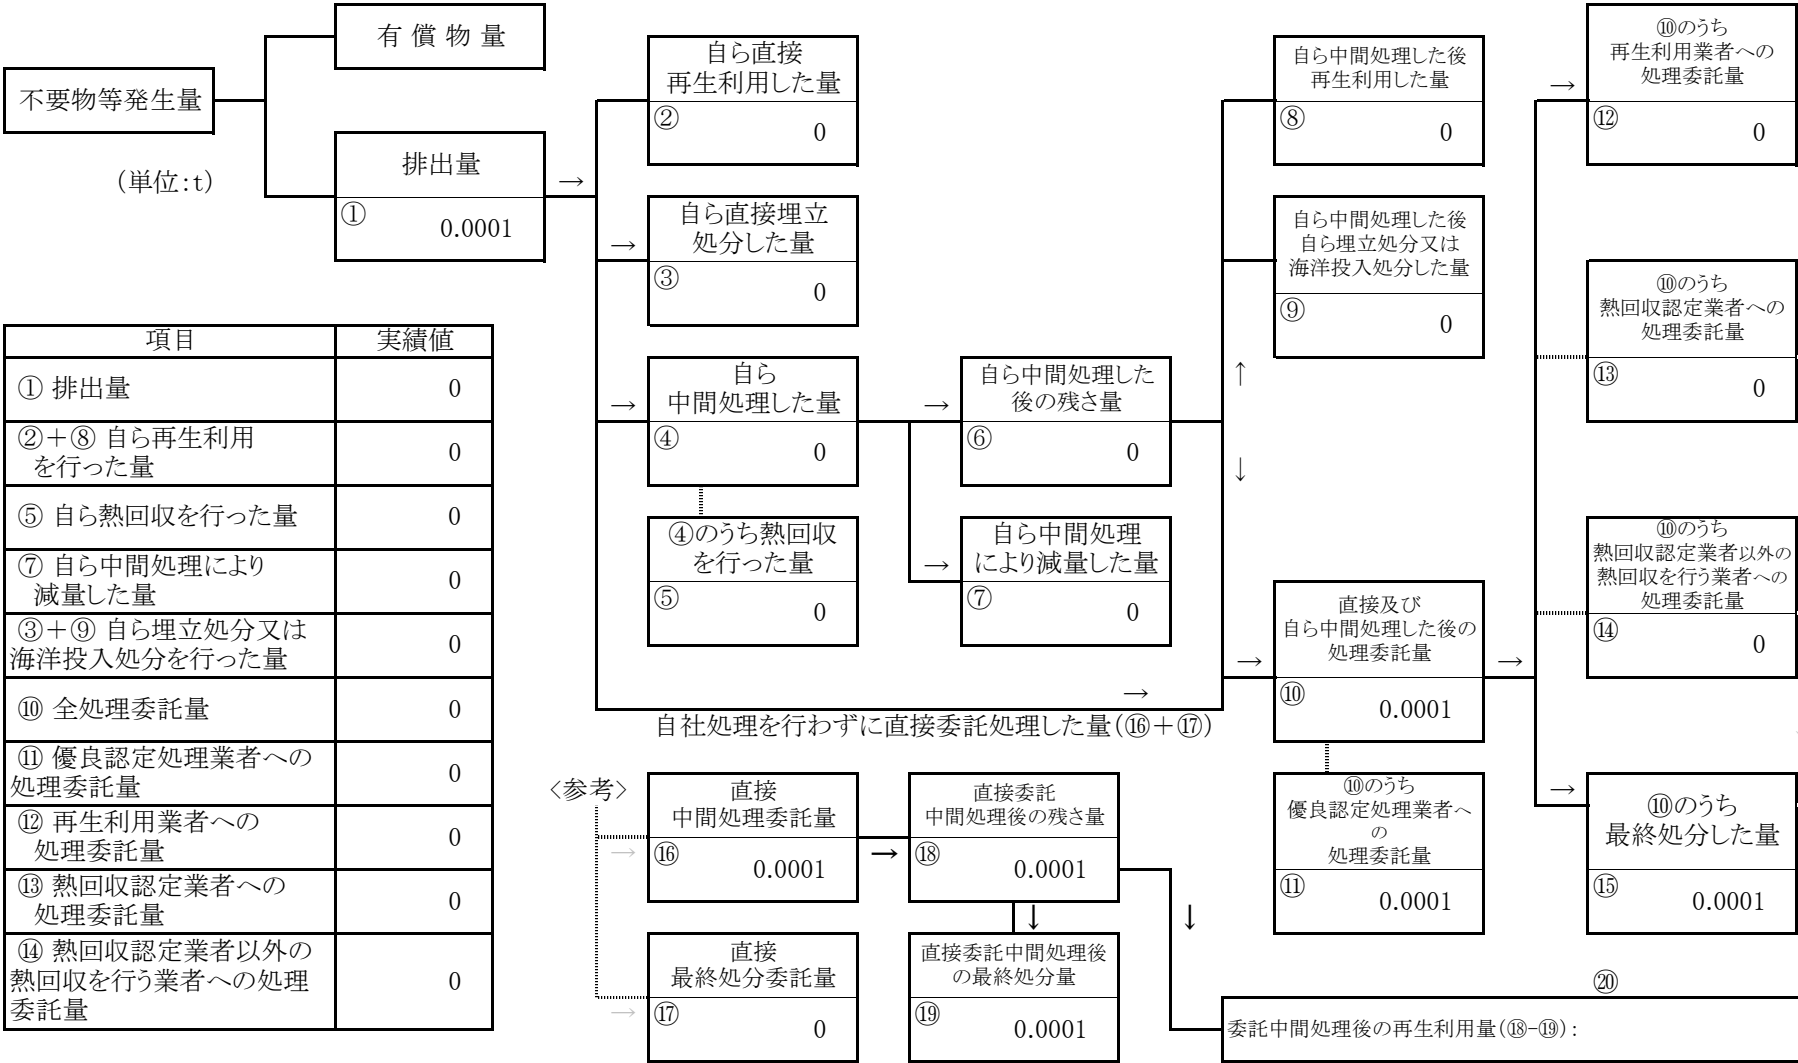 有 償 物 量
不要物等発生量
(単位:t)
排出量
①
0.0001
→
自ら直接
再生利用した量
②
0
→
自ら直接埋立
処分した量
③
0
→
自ら
中間処理した量
④
0
④のうち熱回収
を行った量
⑤
0
→
自ら中間処理した
後の残さ量
⑥
0
→
自ら中間処理
により減量した量
⑦
0
↑
↓
自ら中間処理した後
再生利用した量
⑧
0
自ら中間処理した後
自ら埋立処分又は
海洋投入処分した量
⑨
0
→
直接及び
自ら中間処理した後の
処理委託量
⑩
0.0001
⑩のうち
優良認定処理業者へ
の
処理委託量
⑪
0.0001
→
⑩のうち
再生利用業者への
処理委託量
⑫
0
⑩のうち
熱回収認定業者への
処理委託量
⑬
0
→
⑩のうち
熱回収認定業者以外の
熱回収を行う業者への
処理委託量
⑭
0
→
⑩のうち
最終処分した量
⑮
0.0001
→
自社処理を行わずに直接委託処理した量(⑯+⑰)
<参考>
→
直接
中間処理委託量
⑯
0.0001
→
直接委託
中間処理後の残さ量
⑱
0.0001
→
直接
最終処分委託量
⑰
0
↓
直接委託中間処理後
の最終処分量
⑲
0.0001
↓
⑳
委託中間処理後の再生利用量(⑱-⑲):
項目 実績値
① 排出量 0
②+⑧ 自ら再生利用
を行った量 0
⑤ 自ら熱回収を行った量 0
⑦ 自ら中間処理により
減量した量 0
③+⑨ 自ら埋立処分又は
海洋投入処分を行った量 0
⑩ 全処理委託量 0
⑪ 優良認定処理業者への
処理委託量 0
⑫ 再生利用業者への
処理委託量 0
⑬ 熱回収認定業者への
処理委託量 0
⑭ 熱回収認定業者以外の
熱回収を行う業者への処理 0
委託量